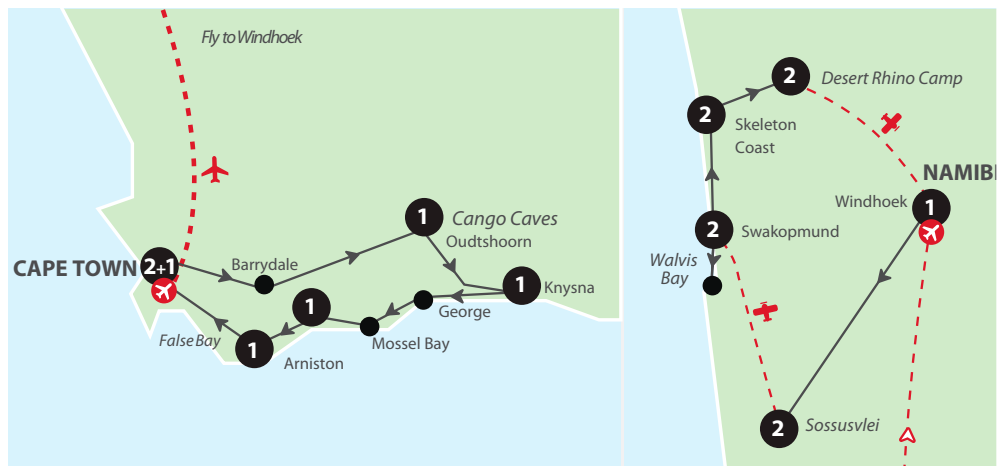 Fly to Windhoek
1
Cango Caves
Oudtshoorn
CAPE TOWN
2+1
Barrydale
1
Knysna
1
George
False Bay
1
Mossel Bay
Arniston
2
Desert Rhino Camp
2
Skeleton
Coast
NAMIBI
Windhoek
1
2
Swakopmund
Walvis
Bay
2
Sossusvlei